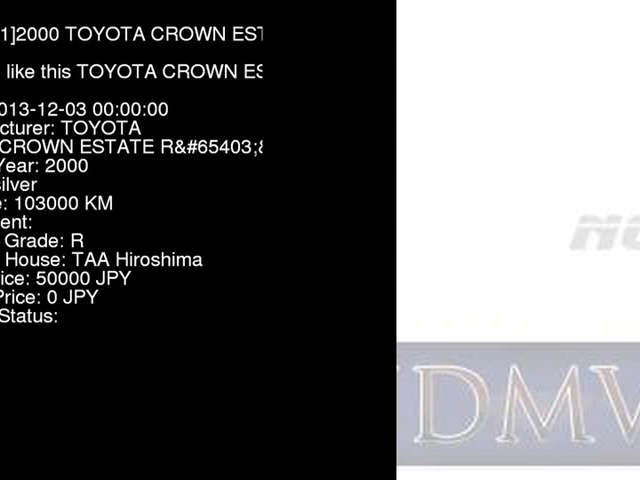 1]2000 TOYOTA CROWN EST
like this TOYOTA CROWN ES
013-12-03 00:00:00
cturer: TOYOTA
CROWN ESTATE R&#65403;&
Year: 2000
silver
e: 103000 KM
ent:
Grade: R
House: TAA Hiroshima
ice: 50000 JPY
Price: 0 JPY
Status:
NO
DMV